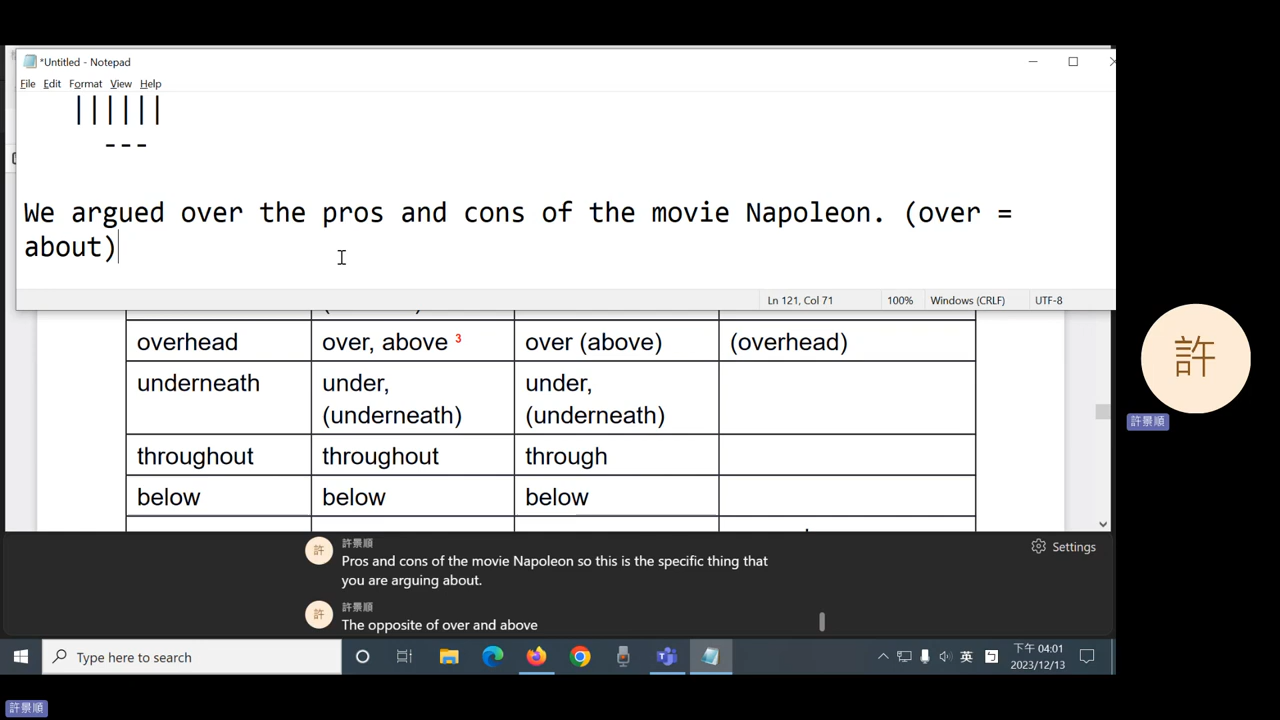 *Untitled - Notepad
File Edit Format View Help
||||||
---
We argued over the pros and cons of the movie Napoleon. (over =
about)
Ln 121, Col 71 100% Windows (CRLF) UTF-8
overhead over, above 3 over (above) (overhead)
underneath under, under,
(underneath) (underneath)
throughout throughout through
below below below
許
許景順
許 許景順
Pros and cons of the movie Napoleon so this is the specific thing that
you are arguing about.
Settings
許 許景順
The opposite of over and above
Type here to search
英
下午 04:01
2023/12/13
許景順